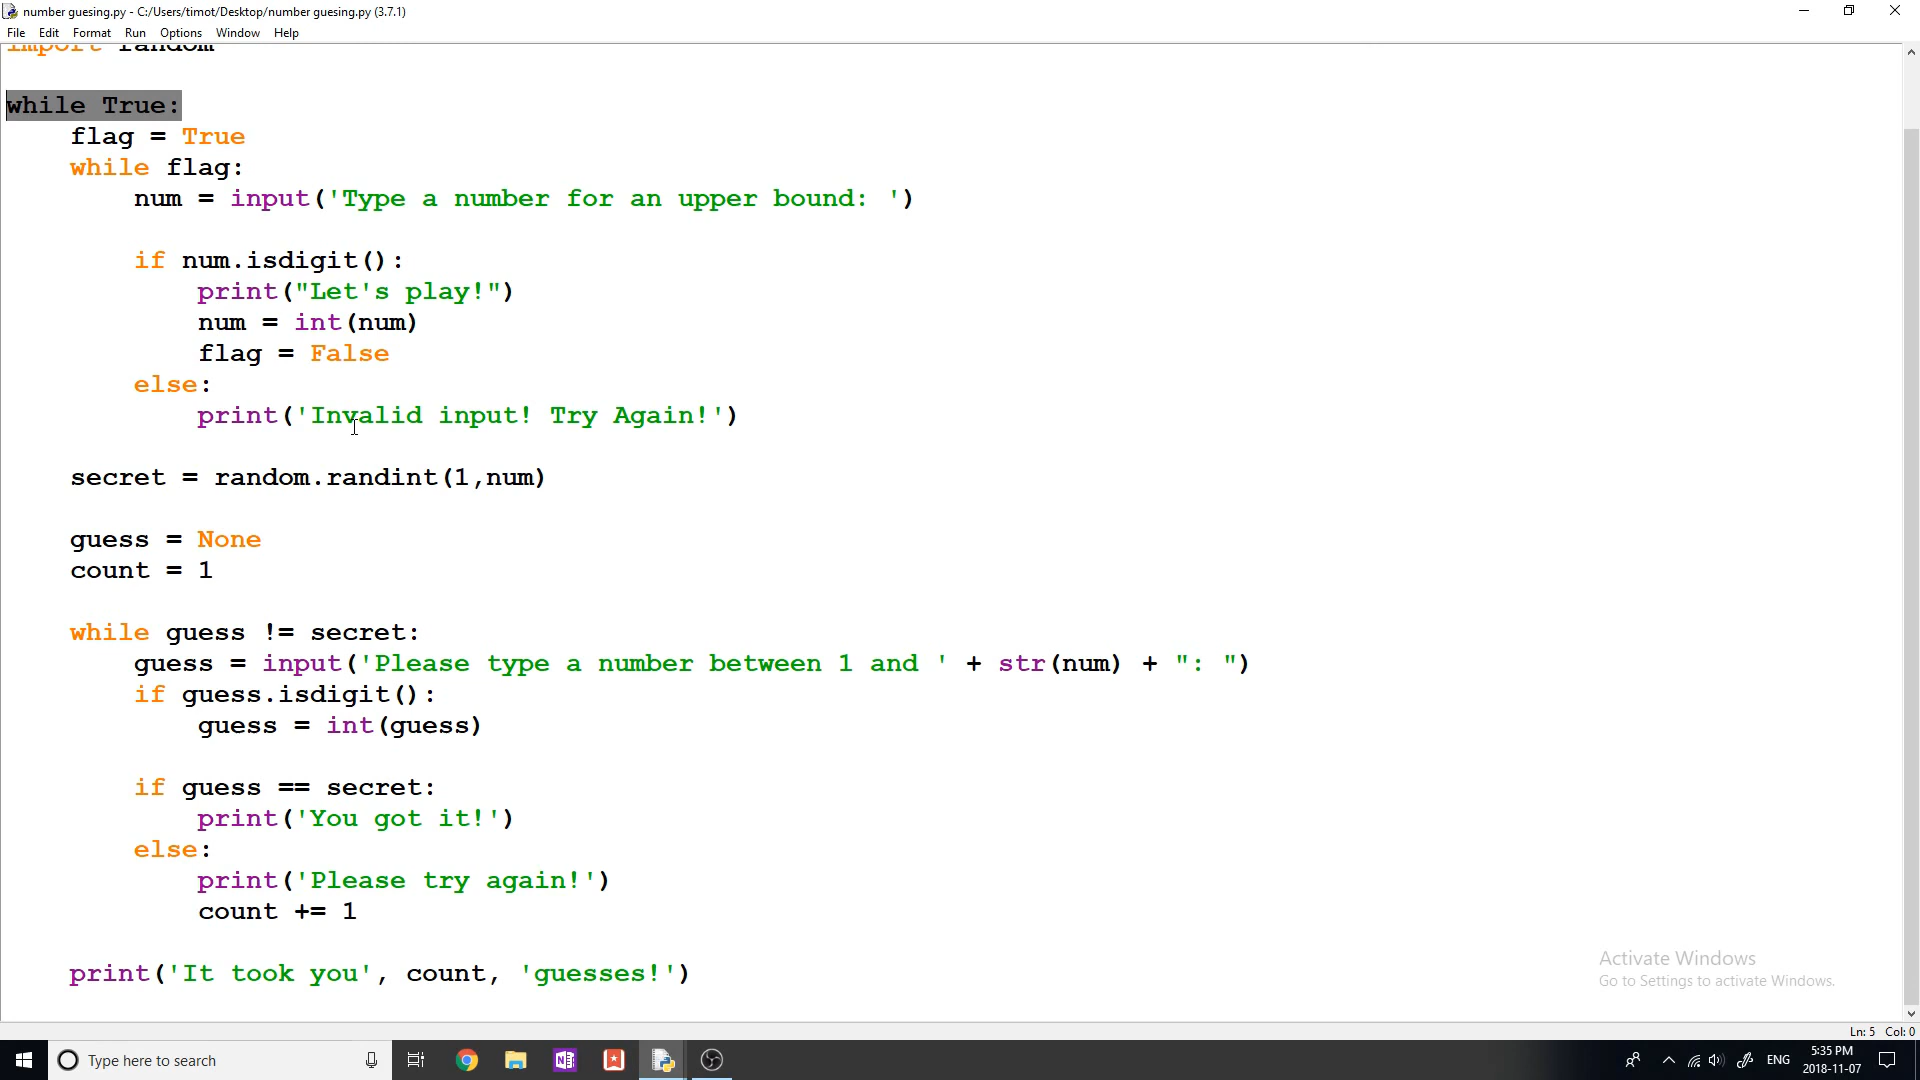 number guesing.py - C:/Users/timot/Desktop/number guesing.py (3.7.1)
File Edit Format Run Options Window Help
import random
while True:
    flag = True
    while flag:
        num = input('Type a number for an upper bound: ')
        if num.isdigit():
            print("Let's play!")
            num = int(num)
            flag = False
        else:
            print('Invalid input! Try Again!')
    secret = random.randint(1,num)
    guess = None
    count = 1
    while guess != secret:
        guess = input('Please type a number between 1 and ' + str(num) + ": ")
        if guess.isdigit():
            guess = int(guess)
        if guess == secret:
            print('You got it!')
        else:
            print('Please try again!')
            count += 1
    print('It took you', count, 'guesses!')
Activate Windows
Go to Settings to activate Windows.
Ln: 5 Col: 0
Type here to search
ENG
5:35 PM
2018-11-07